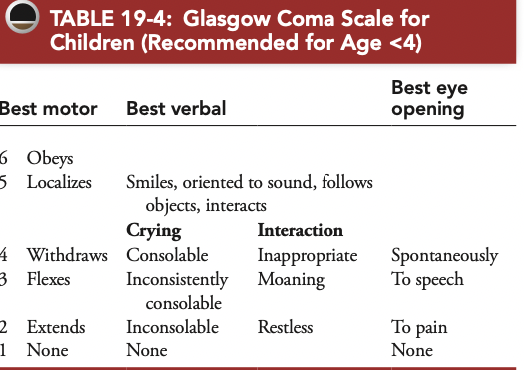 TABLE 19-4: Glasgow Coma Scale for
Children (Recommended for Age <4)
Best eye
Best motor Best verbal opening
6 Obeys
5 Localizes Smiles, oriented to sound, follows
objects, interacts
Crying Interaction
4 Withdraws Consolable Inappropriate Spontaneously
3 Flexes Inconsistently Moaning To speech
consolable
2 Extends Inconsolable Restless To pain
1 None None None